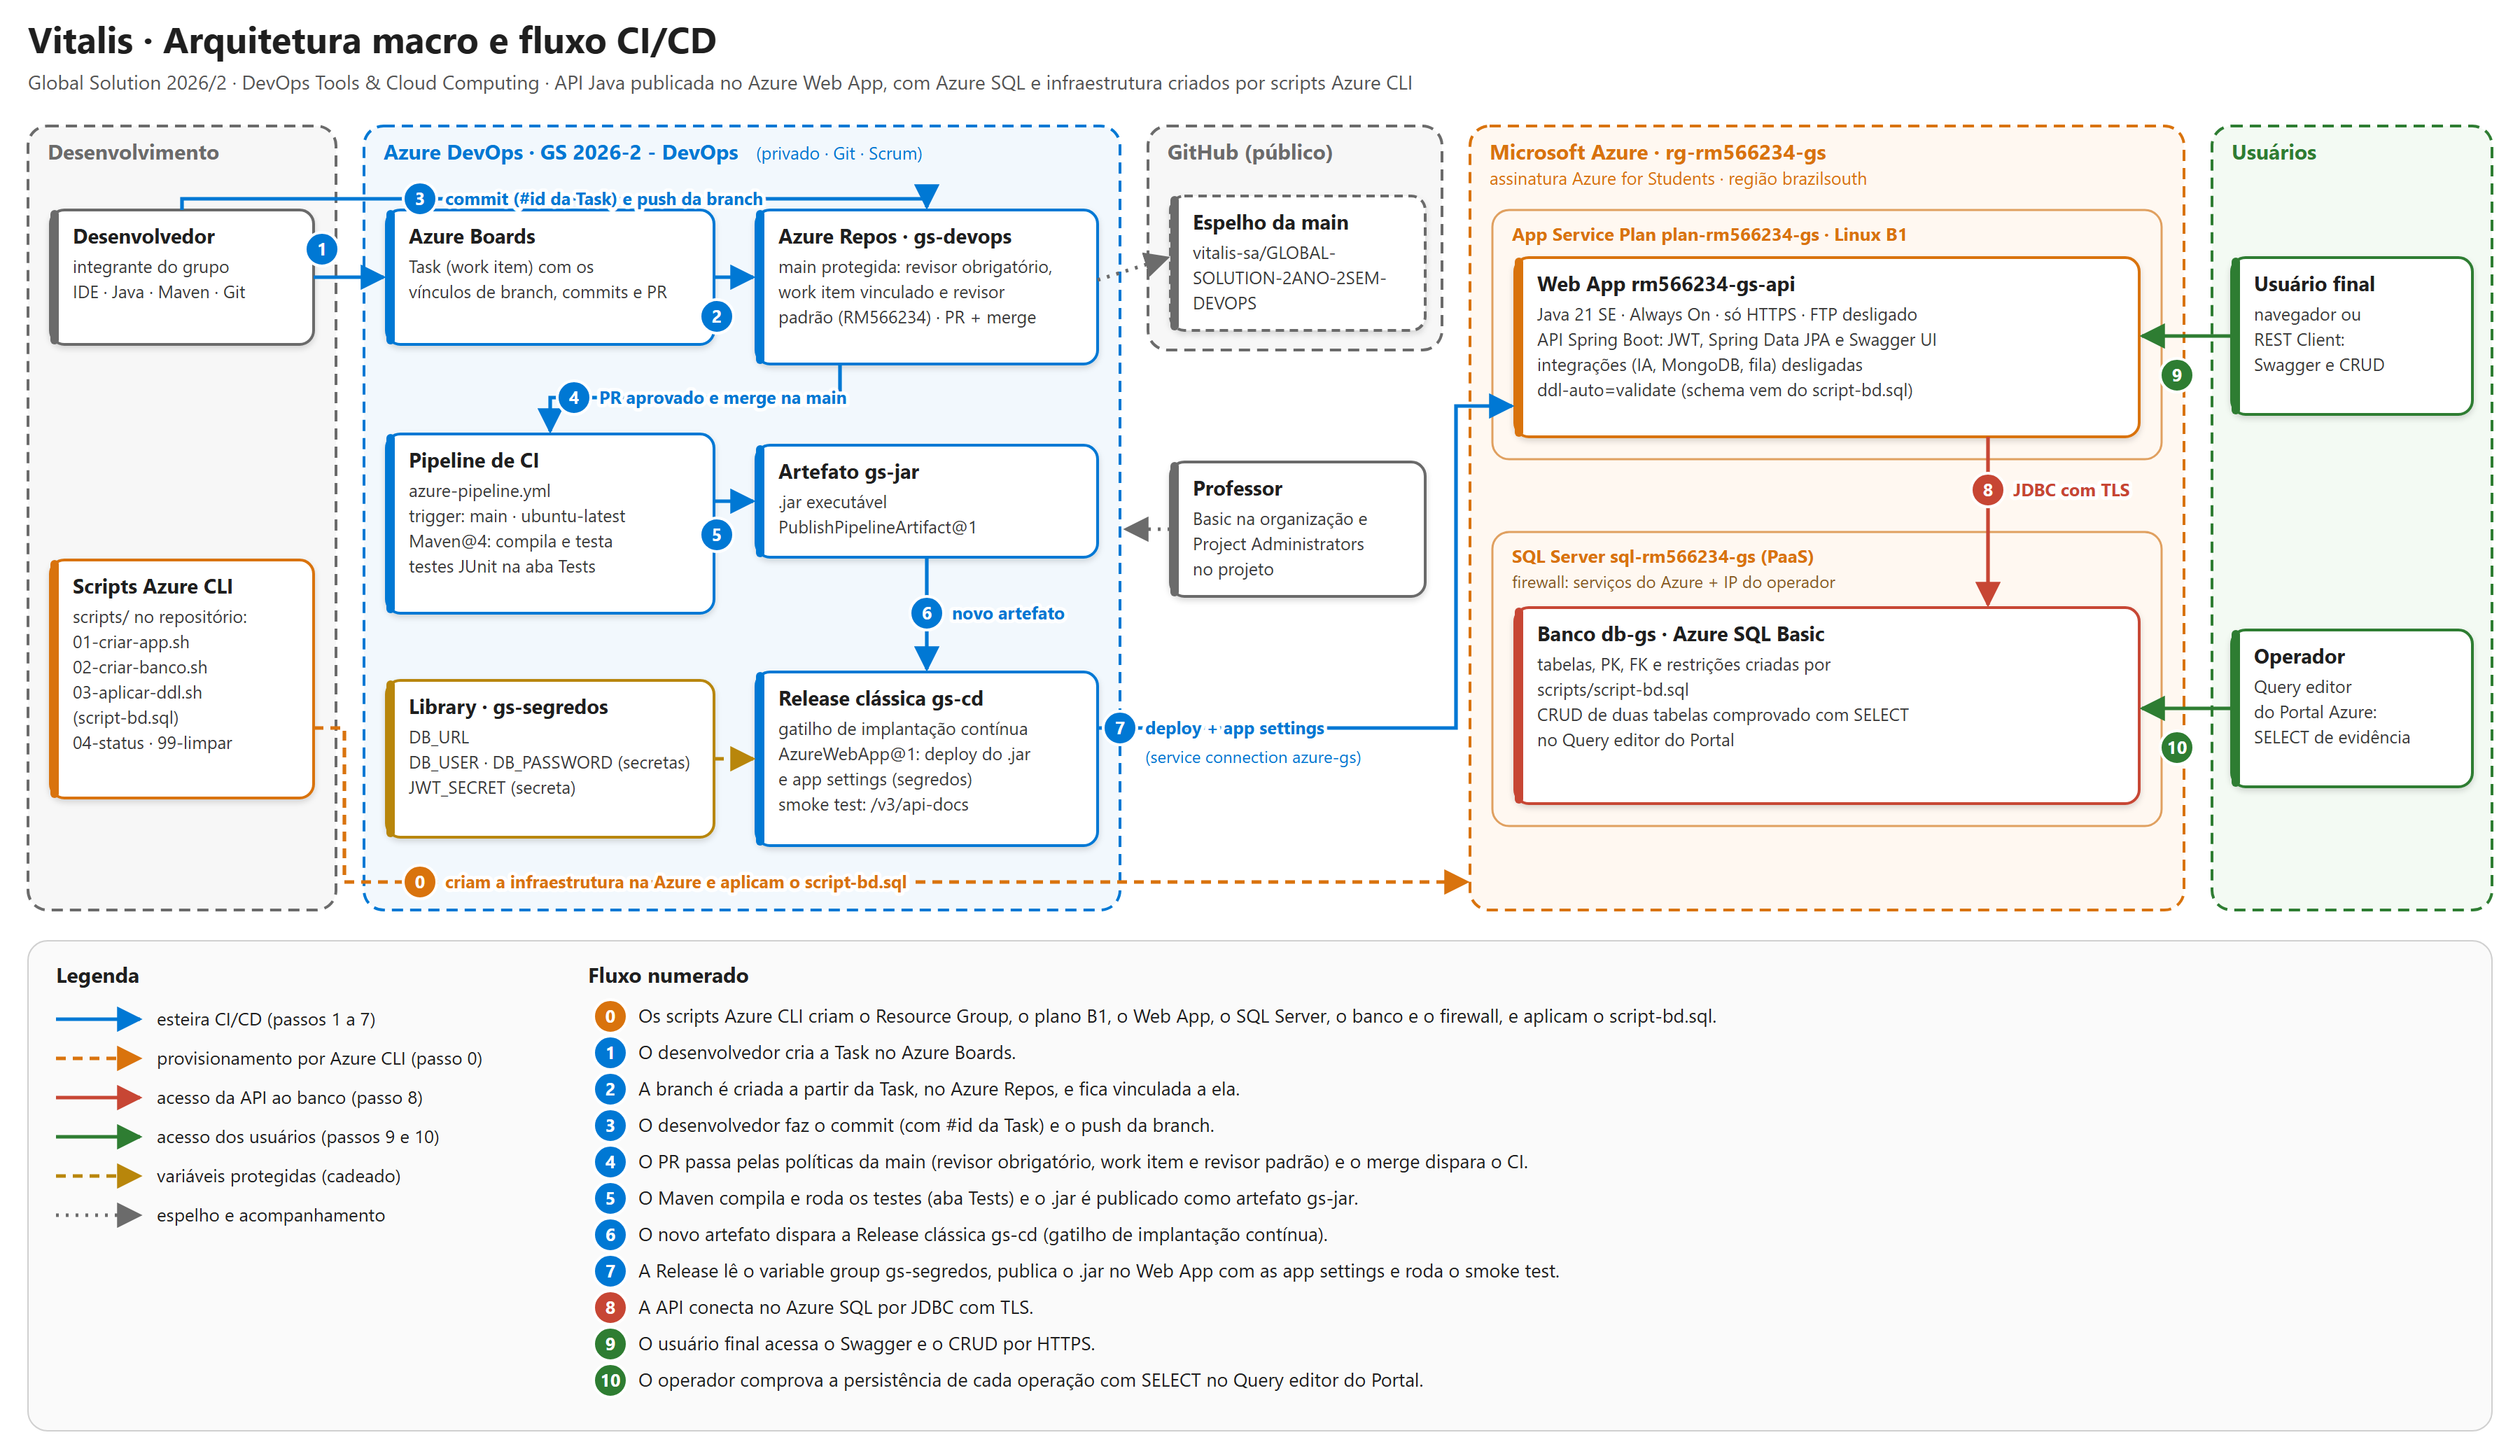 Vitalis · Arquitetura macro e fluxo CI/CD
Global Solution 2026/2 · DevOps Tools & Cloud Computing · API Java publicada no Azure Web App, com Azure SQL e infraestrutura criados por scripts Azure CLI
Desenvolvimento
Desenvolvedor
integrante do grupo
IDE · Java · Maven · Git
1
Scripts Azure CLI
scripts/ no repositório:
01-criar-app.sh
02-criar-banco.sh
03-aplicar-ddl.sh
(script-bd.sql)
04-status · 99-limpar
Azure DevOps · GS 2026-2 - DevOps (privado · Git · Scrum)
3 commit (#id da Task) e push da branch
Azure Boards
Task (work item) com os
vínculos de branch, commits e PR
2
Azure Repos · gs-devops
main protegida: revisor obrigatório,
work item vinculado e revisor
padrão (RM566234) · PR + merge
4 PR aprovado e merge na main
Pipeline de CI
azure-pipeline.yml
trigger: main · ubuntu-latest
Maven@4: compila e testa
testes JUnit na aba Tests
5
Artefato gs-jar
.jar executável
PublishPipelineArtifact@1
6 novo artefato
Library · gs-segredos
DB_URL
DB_USER · DB_PASSWORD (secretas)
JWT_SECRET (secreta)
Release clássica gs-cd
gatilho de implantação contínua
AzureWebApp@1: deploy do .jar
e app settings (segredos)
smoke test: /v3/api-docs
7 deploy + app settings
(service connection azure-gs)
0 criam a infraestrutura na Azure e aplicam o script-bd.sql
GitHub (público)
Espelho da main
vitalis-sa/GLOBAL-
SOLUTION-2ANO-2SEM-
DEVOPS
Professor
Basic na organização e
Project Administrators
no projeto
Microsoft Azure · rg-rm566234-gs
assinatura Azure for Students · região brazilsouth
App Service Plan plan-rm566234-gs · Linux B1
Web App rm566234-gs-api
Java 21 SE · Always On · só HTTPS · FTP desligado
API Spring Boot: JWT, Spring Data JPA e Swagger UI
integrações (IA, MongoDB, fila) desligadas
ddl-auto=validate (schema vem do script-bd.sql)
8 JDBC com TLS
SQL Server sql-rm566234-gs (PaaS)
firewall: serviços do Azure + IP do operador
Banco db-gs · Azure SQL Basic
tabelas, PK, FK e restrições criadas por
scripts/script-bd.sql
CRUD de duas tabelas comprovado com SELECT
no Query editor do Portal
Usuários
Usuário final
navegador ou
REST Client:
Swagger e CRUD
9
Operador
Query editor
do Portal Azure:
SELECT de evidência
10
Legenda
esteira CI/CD (passos 1 a 7)
provisionamento por Azure CLI (passo 0)
acesso da API ao banco (passo 8)
acesso dos usuários (passos 9 e 10)
variáveis protegidas (cadeado)
espelho e acompanhamento
Fluxo numerado
0 Os scripts Azure CLI criam o Resource Group, o plano B1, o Web App, o SQL Server, o banco e o firewall, e aplicam o script-bd.sql.
1 O desenvolvedor cria a Task no Azure Boards.
2 A branch é criada a partir da Task, no Azure Repos, e fica vinculada a ela.
3 O desenvolvedor faz o commit (com #id da Task) e o push da branch.
4 O PR passa pelas políticas da main (revisor obrigatório, work item e revisor padrão) e o merge dispara o CI.
5 O Maven compila e roda os testes (aba Tests) e o .jar é publicado como artefato gs-jar.
6 O novo artefato dispara a Release clássica gs-cd (gatilho de implantação contínua).
7 A Release lê o variable group gs-segredos, publica o .jar no Web App com as app settings e roda o smoke test.
8 A API conecta no Azure SQL por JDBC com TLS.
9 O usuário final acessa o Swagger e o CRUD por HTTPS.
10 O operador comprova a persistência de cada operação com SELECT no Query editor do Portal.